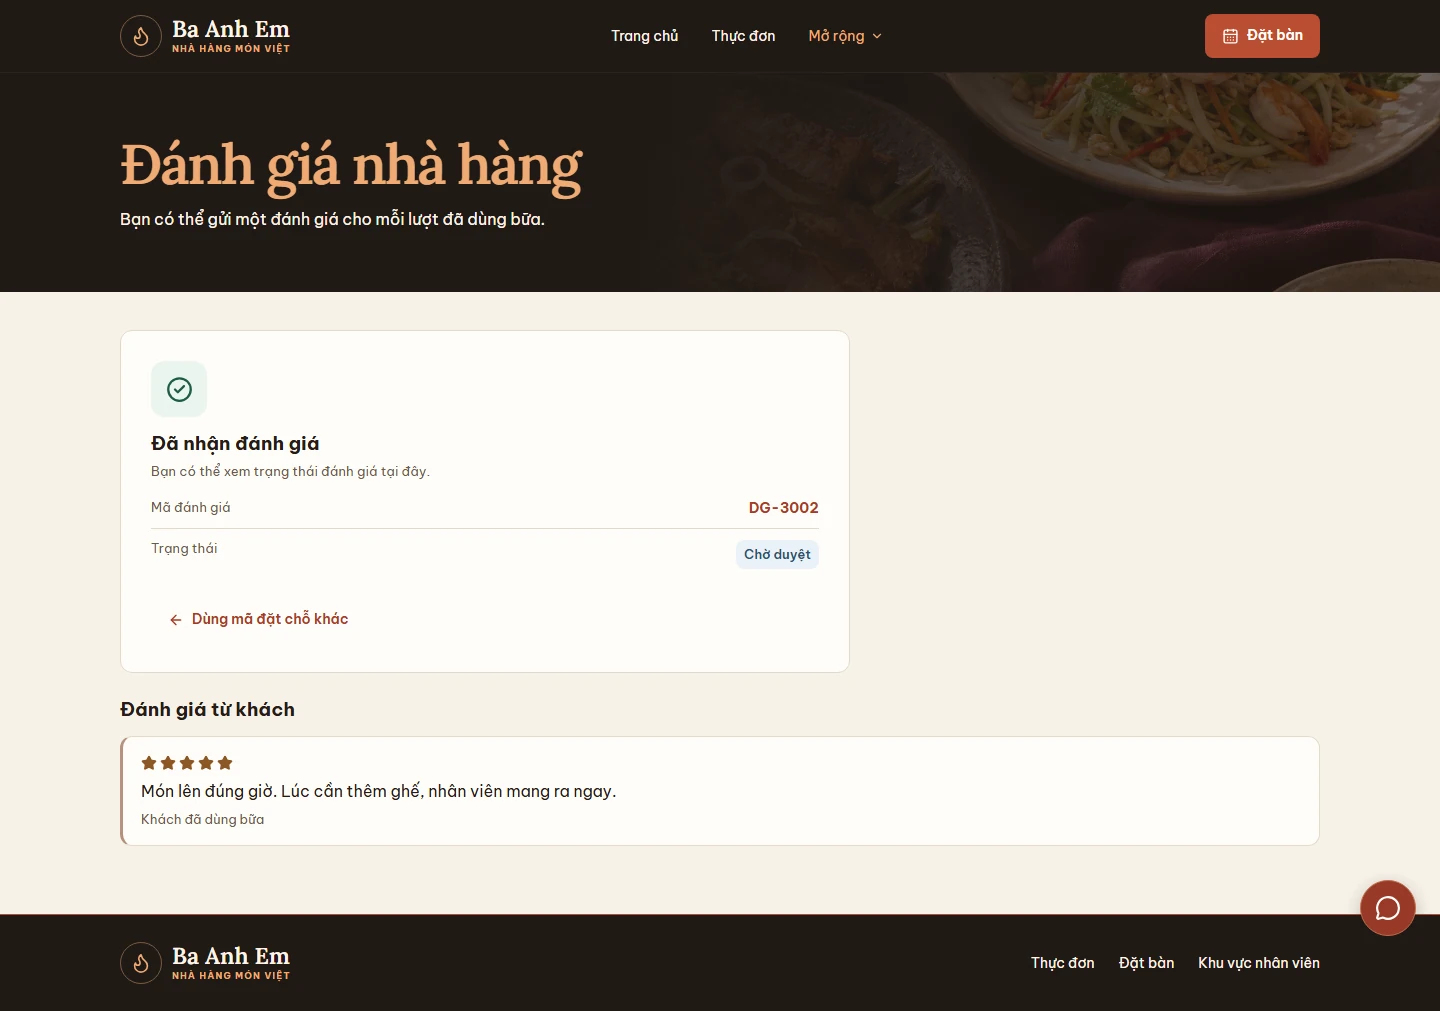 Ba Anh Em
NHÀ HÀNG MÓN VIỆT
Trang chủ
Thực đơn
Mở rộng
Đặt bàn
Đánh giá nhà hàng
Bạn có thể gửi một đánh giá cho mỗi lượt đã dùng bữa.
Đã nhận đánh giá
Bạn có thể xem trạng thái đánh giá tại đây.
Mã đánh giá
DG-3002
Trạng thái
Chờ duyệt
Dùng mã đặt chỗ khác
Đánh giá từ khách
Món lên đúng giờ. Lúc cần thêm ghế, nhân viên mang ra ngay.
Khách đã dùng bữa
Ba Anh Em
NHÀ HÀNG MÓN VIỆT
Thực đơn
Đặt bàn
Khu vực nhân viên